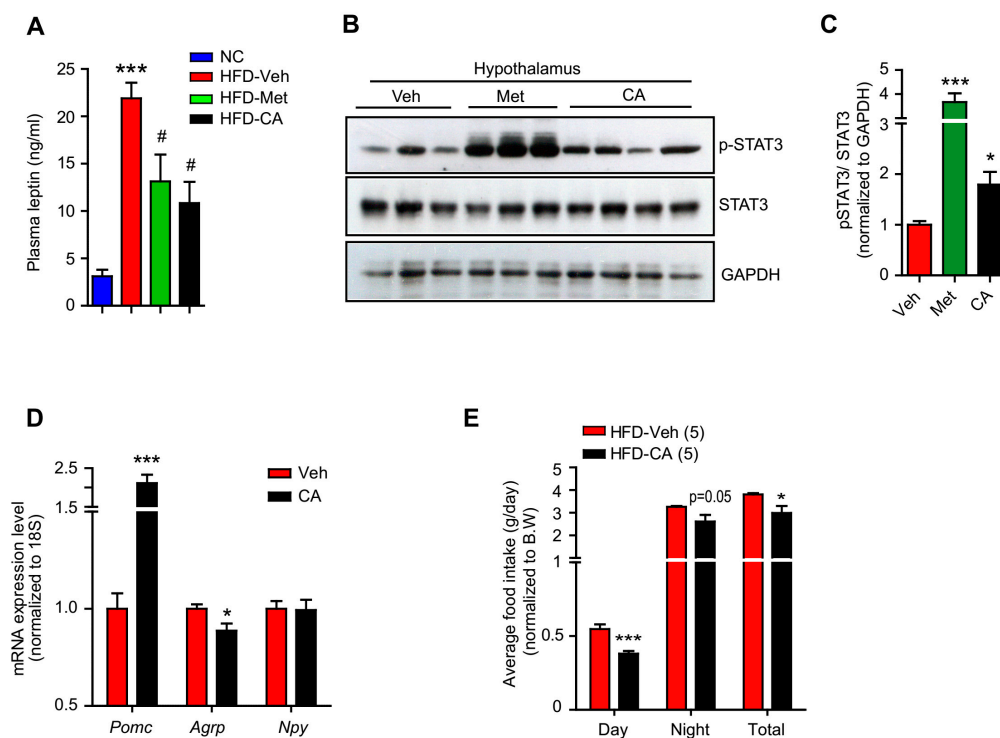 A
NC
HFD-Veh
HFD-Met
HFD-CA
Plasma leptin (ng/ml)
25
20
15
10
5
0
***
#
#
B
Hypothalamus
Veh Met CA
p-STAT3
STAT3
GAPDH
C
pSTAT3/ STAT3
(normalized to GAPDH)
5
4
3
2
1
0
***
*
Veh Met CA
D
Veh
CA
mRNA expression level
(normalized to 18S)
2.5
1.5
1.0
0.5
***
*
Pomc Agrp Npy
E
HFD-Veh (5)
HFD-CA (5)
Average food intake (g/day)
(normalized to B.W)
5
4
3
2
1
0.5
0
***
p=0.05
*
Day Night Total